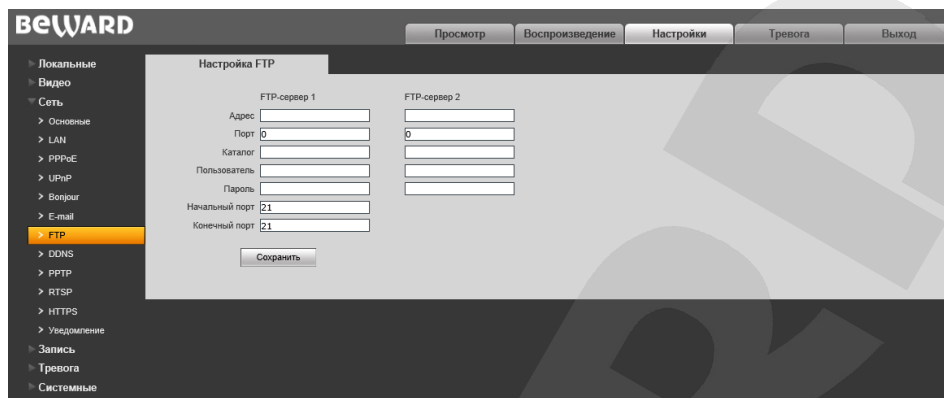 BEWARD
Просмотр Воспроизведение Настройки Тревога Выход
Локальные
Видео
Сеть
Основные
LAN
PPPoE
UPnP
Bonjour
E-mail
FTP
DDNS
PPTP
RTSP
HTTPS
Уведомление
Запись
Тревога
Системные
Настройка FTP
FTP-сервер 1 FTP-сервер 2
Адрес
Порт 0 0
Каталог
Пользователь
Пароль
Начальный порт 21
Конечный порт 21
Сохранить